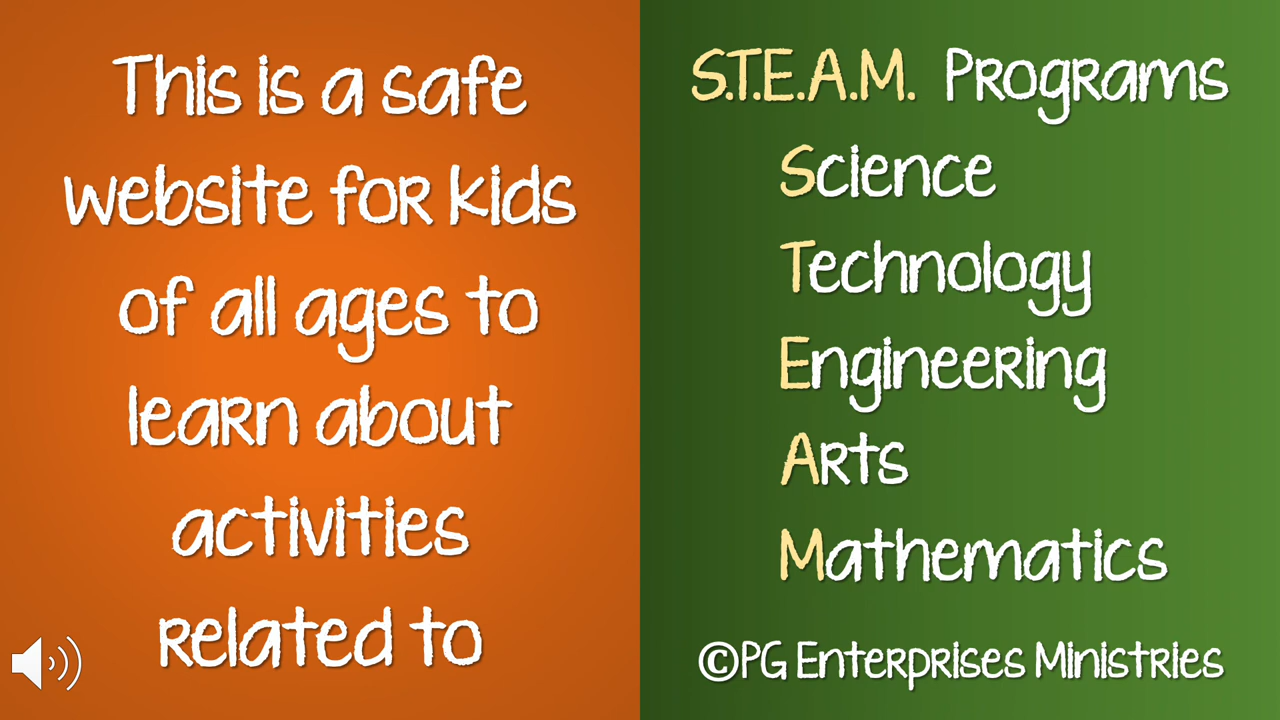 This is a safe
website for kids
of all ages to
learn about
activities
related to
S.T.E.A.M. Programs
Science
Technology
Engineering
Arts
Mathematics
©PG Enterprises Ministries